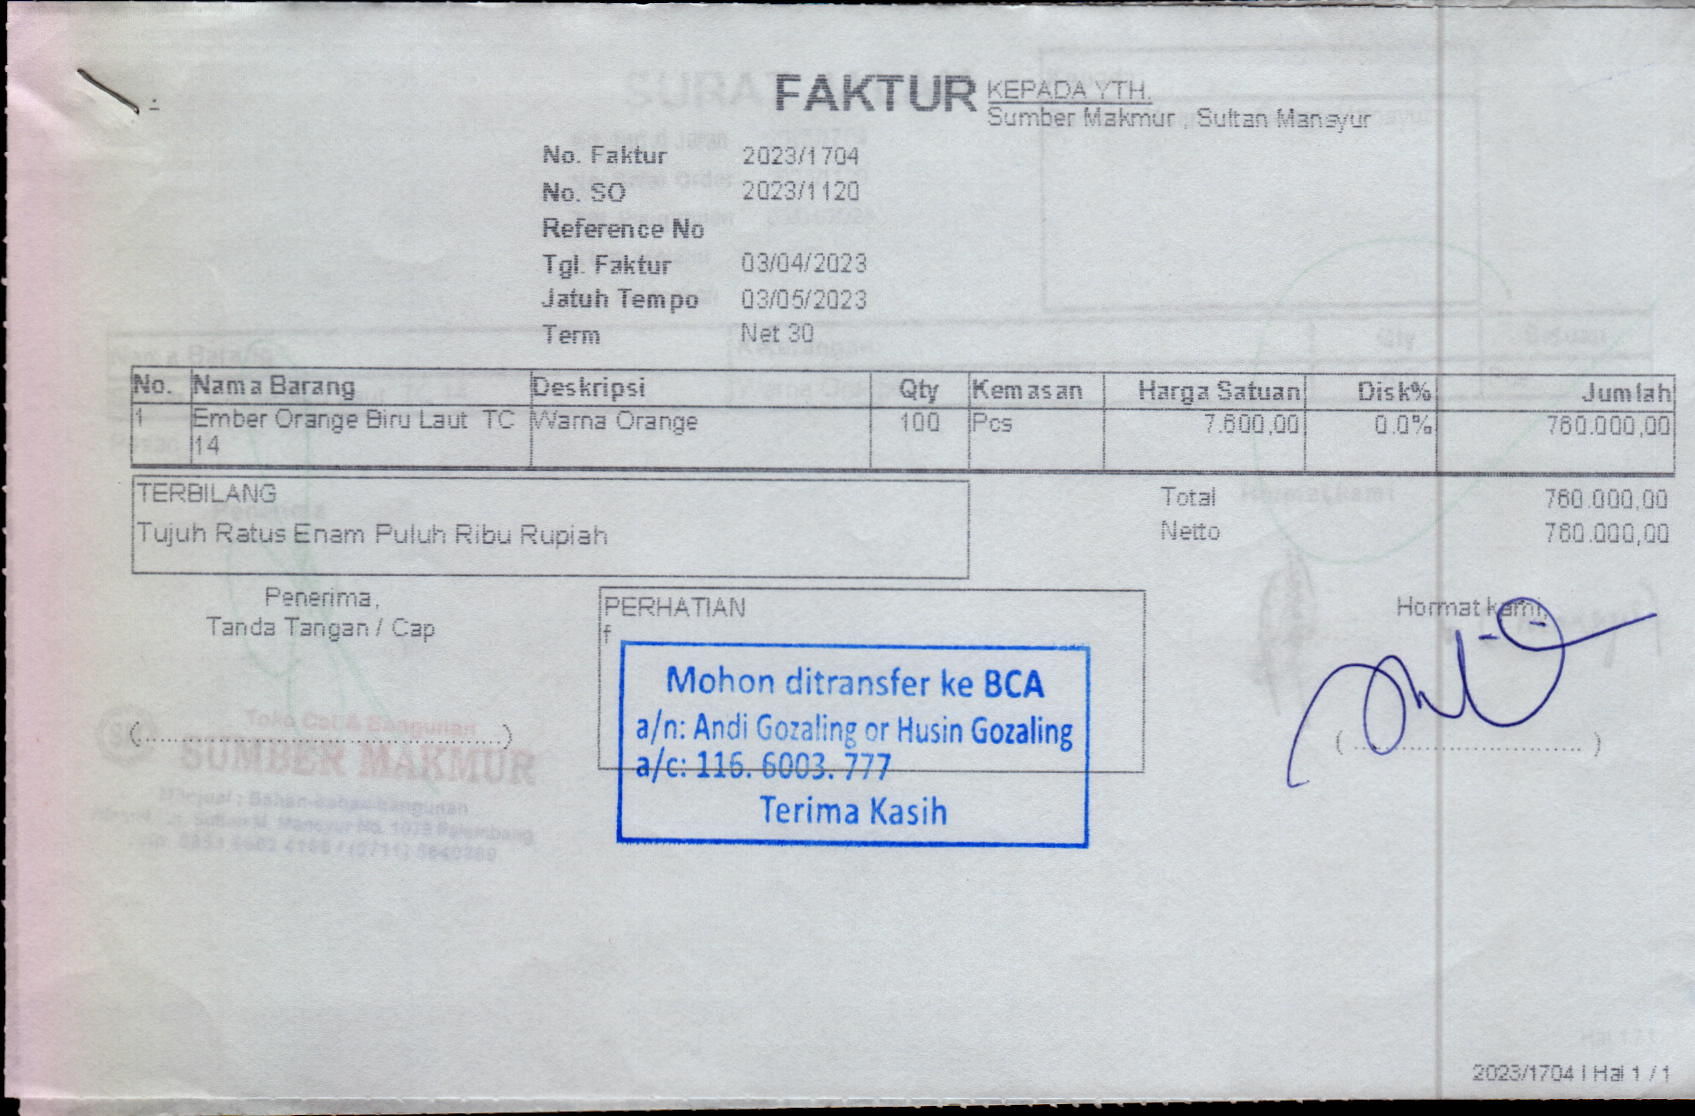 FAKTUR
KEPADA YTH.
Sumber Makmur , Sultan Mansyur
No. Faktur 2023/1704
No. SO 2023/1120
Reference No
Tgl. Faktur 03/04/2023
Jatuh Tempo 03/05/2023
Term Net 30
No. Nama Barang Deskripsi Qty Kemasan Harga Satuan Disk% Jumlah
1 Ember Orange Biru Laut TC Warna Orange 100 Pcs 7.600,00 0.0% 760.000,00
14
TERBILANG
Tujuh Ratus Enam Puluh Ribu Rupiah
Total 760.000,00
Netto 760.000,00
Penerima,
Tanda Tangan / Cap
PERHATIAN
f
Mohon ditransfer ke BCA
a/n: Andi Gozaling or Husin Gozaling
a/c: 116. 6003. 777
Terima Kasih
Hormat kami,
Toko Cat & Bangunan
SUMBER MAKMUR
2023/1704 | Hal 1 / 1